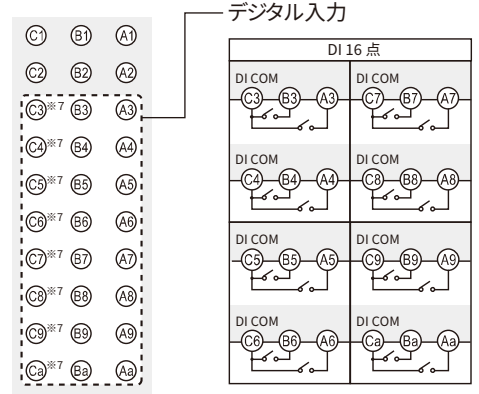 デジタル入力
C1 B1 A1
C2 B2 A2
C3※7 B3 A3
C4※7 B4 A4
C5※7 B5 A5
C6※7 B6 A6
C7※7 B7 A7
C8※7 B8 A8
C9※7 B9 A9
Ca※7 Ba Aa
DI 16 点
DI COM DI COM
C3 B3 A3 C7 B7 A7
DI COM DI COM
C4 B4 A4 C8 B8 A8
DI COM DI COM
C5 B5 A5 C9 B9 A9
DI COM DI COM
C6 B6 A6 Ca Ba Aa